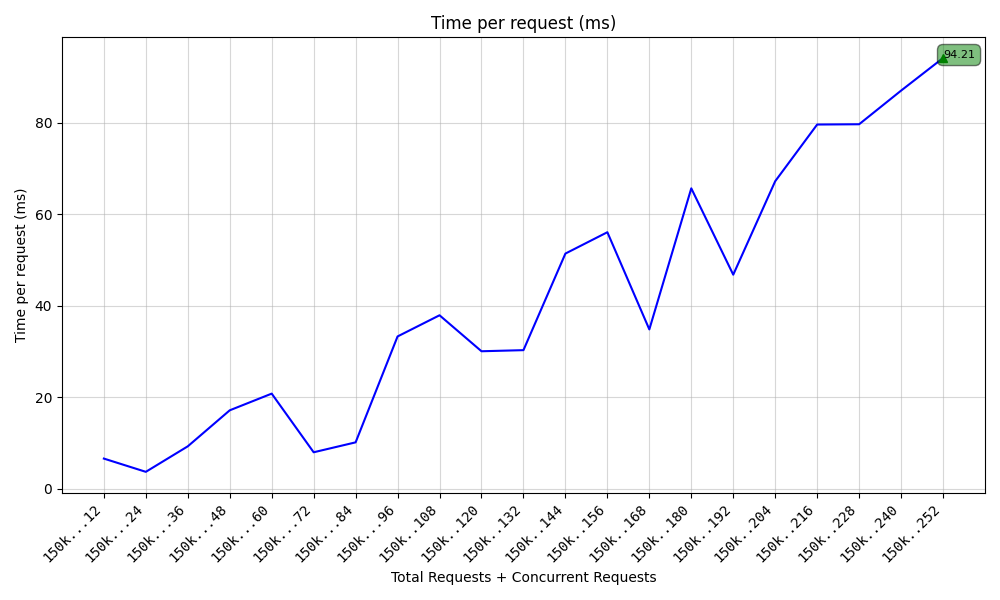 Time per request (ms)
94.21
80
60
40
20
0
Time per request (ms)
150k...12
150k...24
150k...36
150k...48
150k...60
150k...72
150k...84
150k...96
150k..108
150k..120
150k..132
150k..144
150k..156
150k..168
150k..180
150k..192
150k..204
150k..216
150k..228
150k..240
150k..252
Total Requests + Concurrent Requests